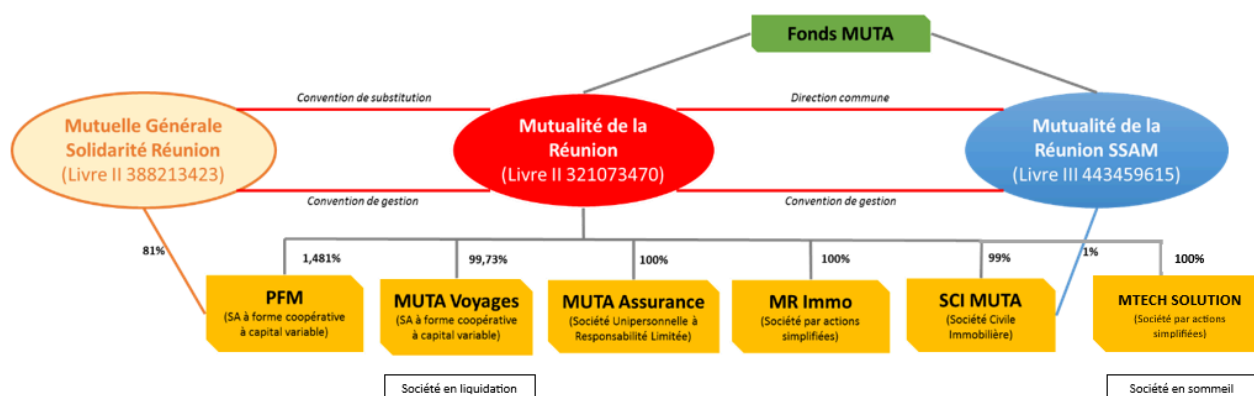 Fonds MUTA
Convention de substitution
Direction commune
Mutuelle Générale
Solidarité Réunion
(Livre II 388213423)
Mutualité de la
Réunion
(Livre II 321073470)
Mutualité de la
Réunion SSAM
(Livre III 443459615)
Convention de gestion
Convention de gestion
81%
1,481%
99,73%
100%
100%
99%
1%
100%
PFM
(SA à forme coopérative
à capital variable)
MUTA Voyages
(SA à forme coopérative
à capital variable)
MUTA Assurance
(Société Unipersonnelle à
Responsabilité Limitée)
MR Immo
(Société par actions
simplifiées)
SCI MUTA
(Société Civile
Immobilière)
MTECH SOLUTION
(Société par actions
simplifiées)
Société en liquidation
Société en sommeil